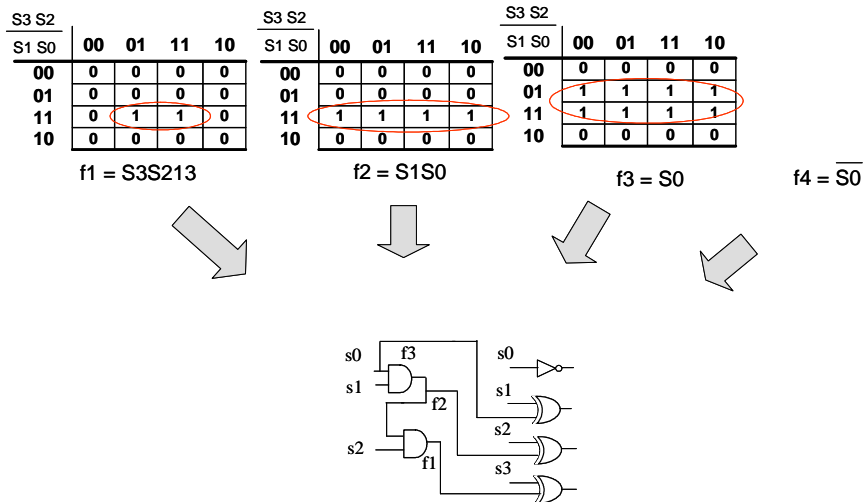 S3 S2
S1 S0 00 01 11 10
00 0 0 0 0
01 0 0 0 0
11 0 1 1 0
10 0 0 0 0
f1 = S3S213
S3 S2
S1 S0 00 01 11 10
00 0 0 0 0
01 0 0 0 0
11 1 1 1 1
10 0 0 0 0
f2 = S1S0
S3 S2
S1 S0 00 01 11 10
00 0 0 0 0
01 1 1 1 1
11 1 1 1 1
10 0 0 0 0
f3 = S0
f4 = S̅0̅
s0 f3 s0
s1 f2 s1
s2 f1 s2
s3